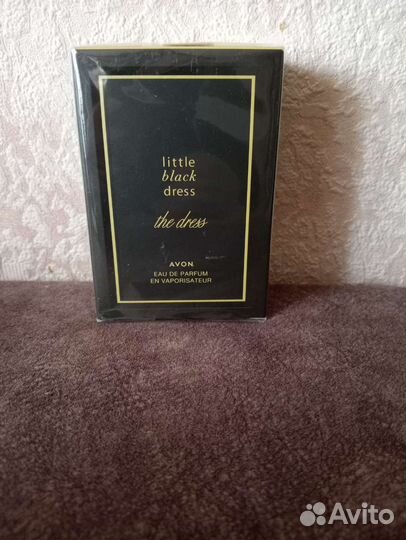 little
black
dress
the dress
AVON
EAU DE PARFUM
EN VAPORISATEUR
Avito